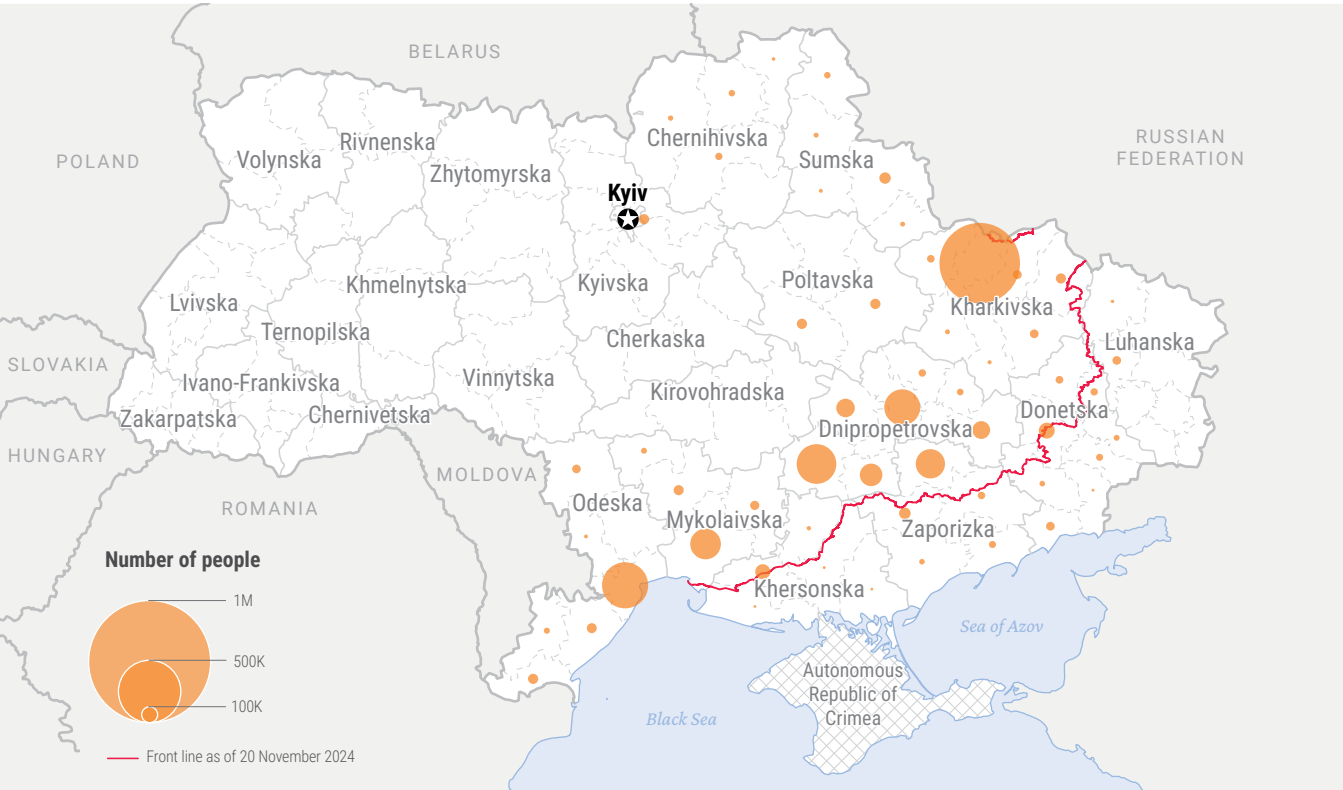 BELARUS
RUSSIAN
FEDERATION
POLAND
Volynska
Rivnenska
Zhytomyrska
Chernihivska
Sumska
Kyiv
Kyivska
Poltavska
Kharkivska
Lvivska
Khmelnytska
Ternopilska
Cherkaska
Luhanska
SLOVAKIA
Ivano-Frankivska
Vinnytska
Kirovohradska
Zakarpatska
Chernivetska
Dnipropetrovska
Donetska
HUNGARY
MOLDOVA
ROMANIA
Odeska
Mykolaivska
Zaporizka
Khersonska
Sea of Azov
Autonomous
Republic of
Crimea
Black Sea
Number of people
1M
500K
100K
Front line as of 20 November 2024